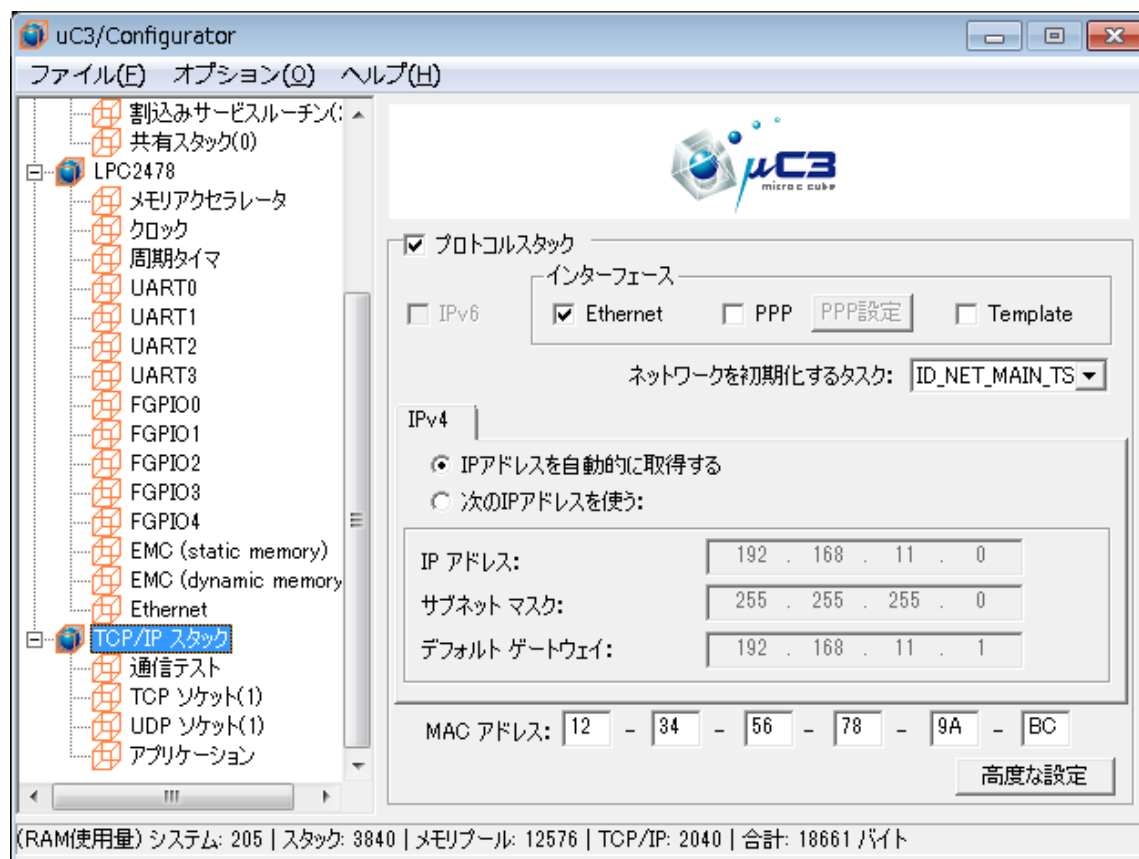 uC3/Configurator
ファイル(F) オプション(O) ヘルプ(H)
割込みサービスルーチン(
共有スタック(0)
LPC2478
メモリアクセラレータ
クロック
周期タイマ
UART0
UART1
UART2
UART3
FGPIO0
FGPIO1
FGPIO2
FGPIO3
FGPIO4
EMC (static memory)
EMC (dynamic memory
Ethernet
TCP/IP スタック
通信テスト
TCP ソケット(1)
UDP ソケット(1)
アプリケーション
μC3
micro c cube
プロトコルスタック
インターフェース
IPv6 Ethernet PPP PPP設定 Template
ネットワークを初期化するタスク: ID_NET_MAIN_TS
IPv4
IPアドレスを自動的に取得する
次のIPアドレスを使う:
IP アドレス: 192 . 168 . 11 . 0
サブネット マスク: 255 . 255 . 255 . 0
デフォルト ゲートウェイ: 192 . 168 . 11 . 1
MAC アドレス: 12 - 34 - 56 - 78 - 9A - BC
高度な設定
(RAM使用量) システム: 205 | スタック: 3840 | メモリプール: 12576 | TCP/IP: 2040 | 合計: 18661 バイト